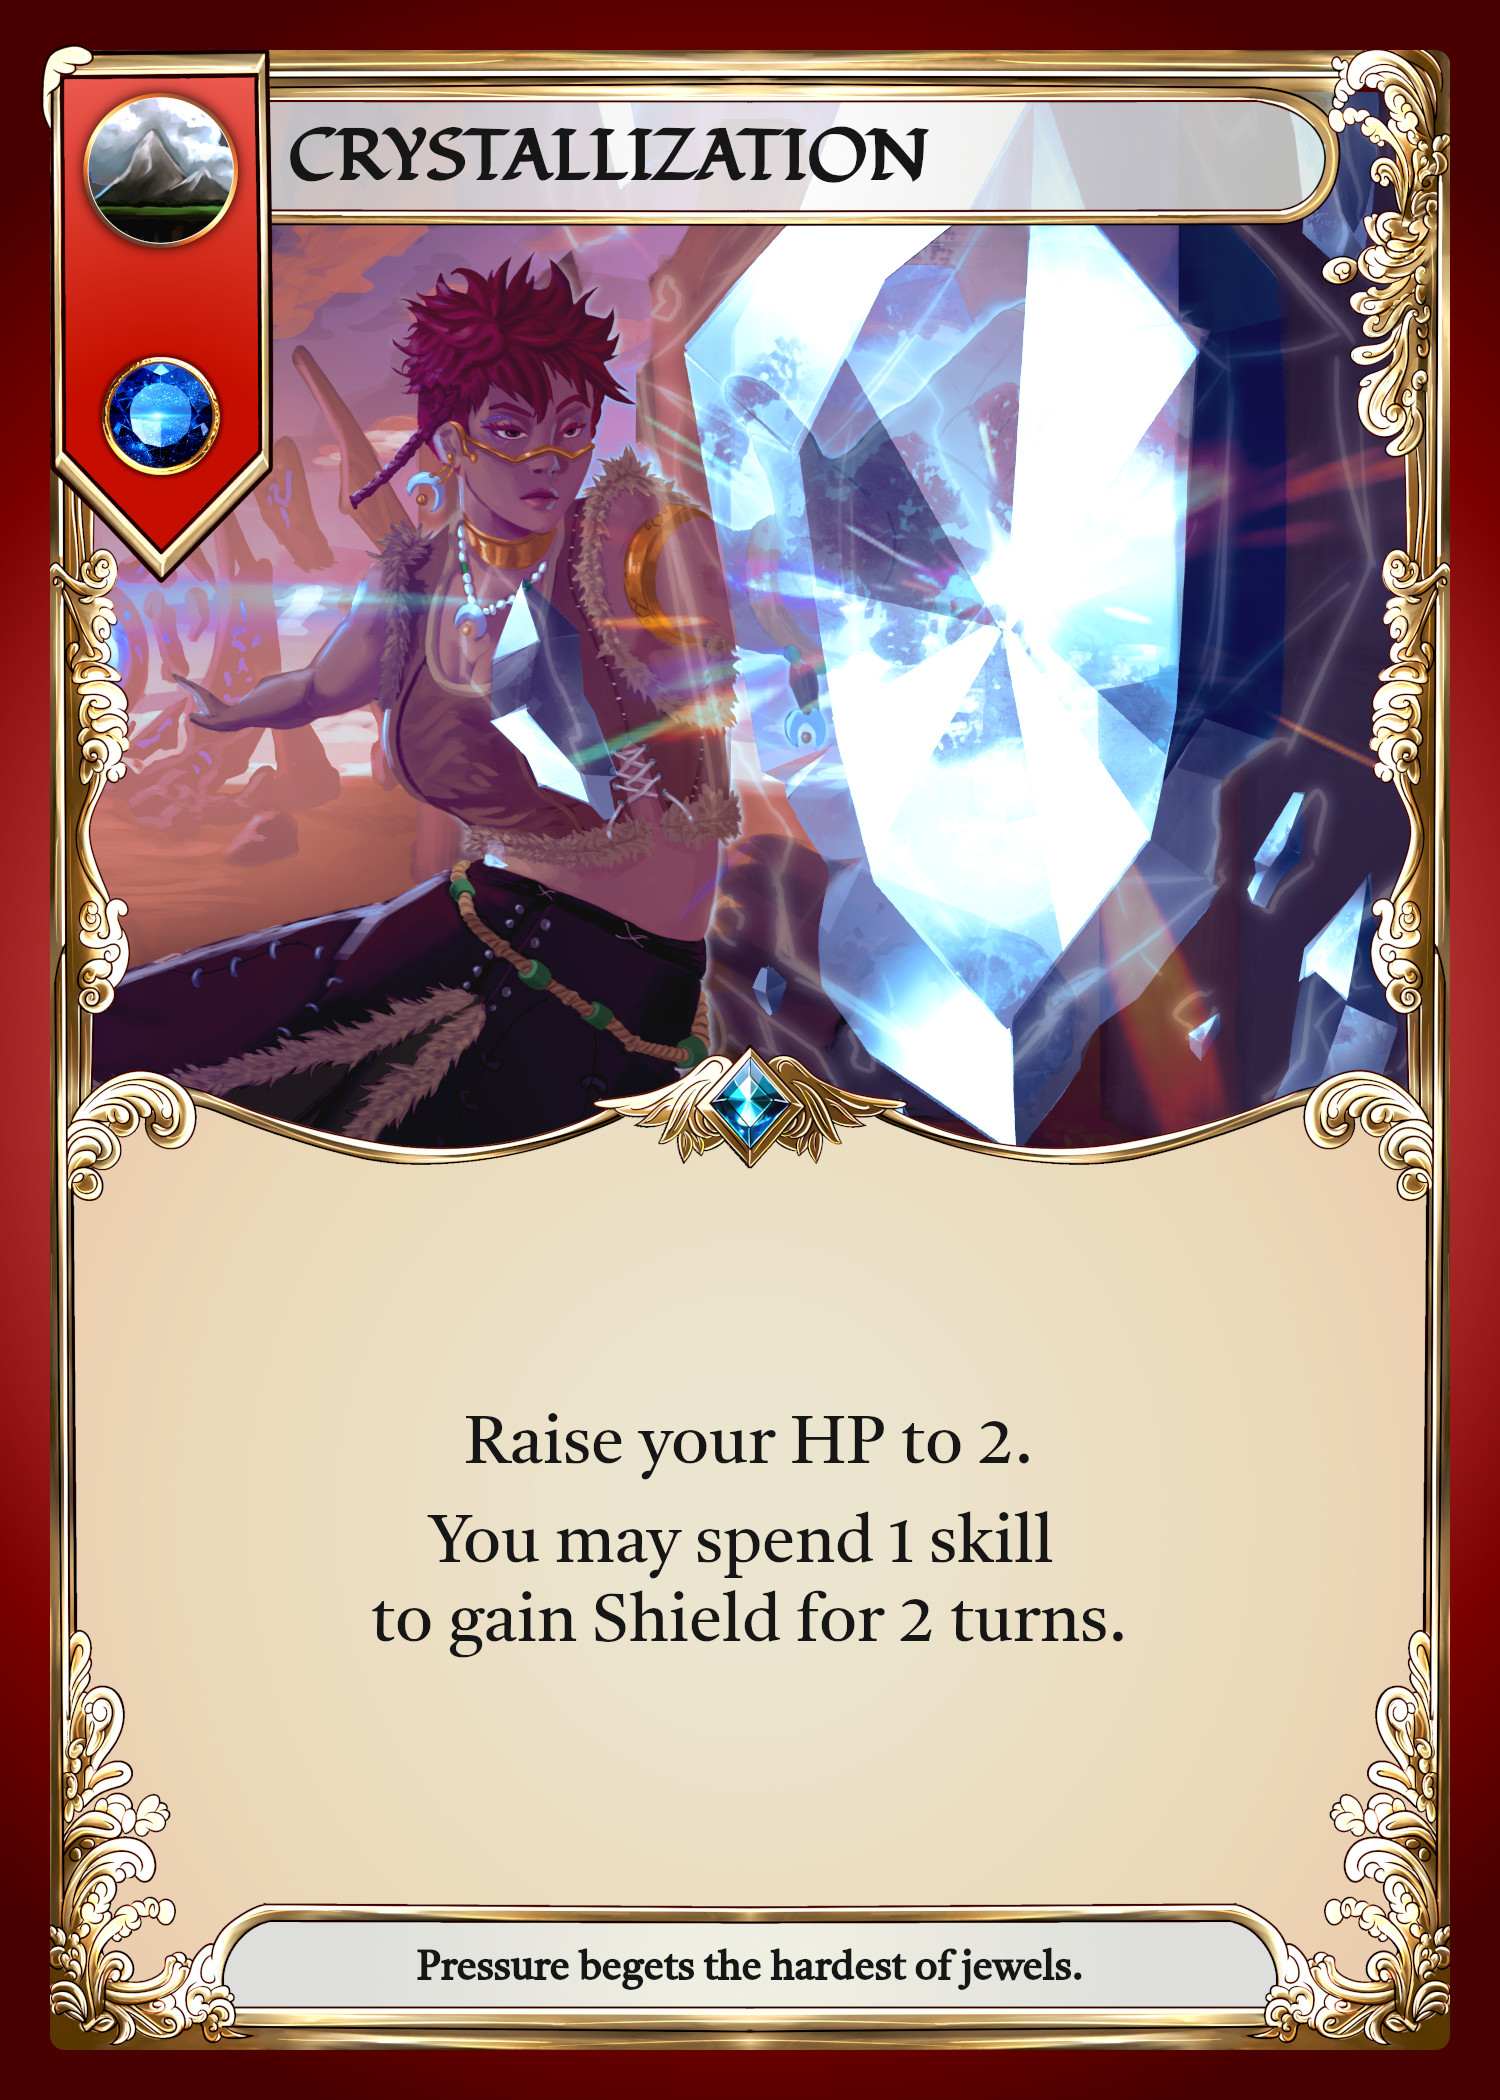 CRYSTALLIZATION
Raise your HP to 2.
You may spend 1 skill
to gain Shield for 2 turns.
Pressure begets the hardest of jewels.